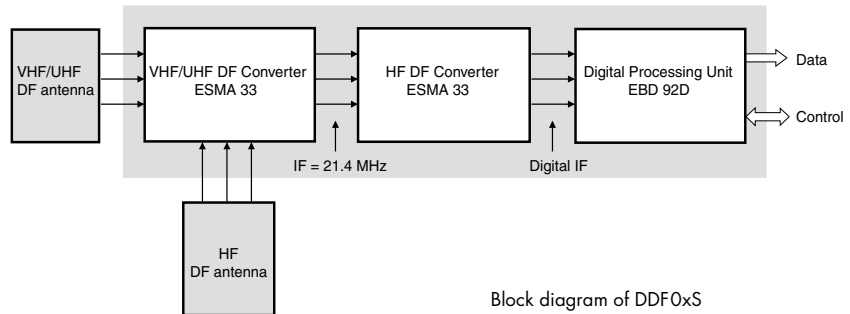 VHF/UHF
DF antenna
VHF/UHF DF Converter
ESMA 33
HF DF Converter
ESMA 33
Digital Processing Unit
EBD 92D
Data
Control
IF = 21.4 MHz
Digital IF
HF
DF antenna
Block diagram of DDF0xS